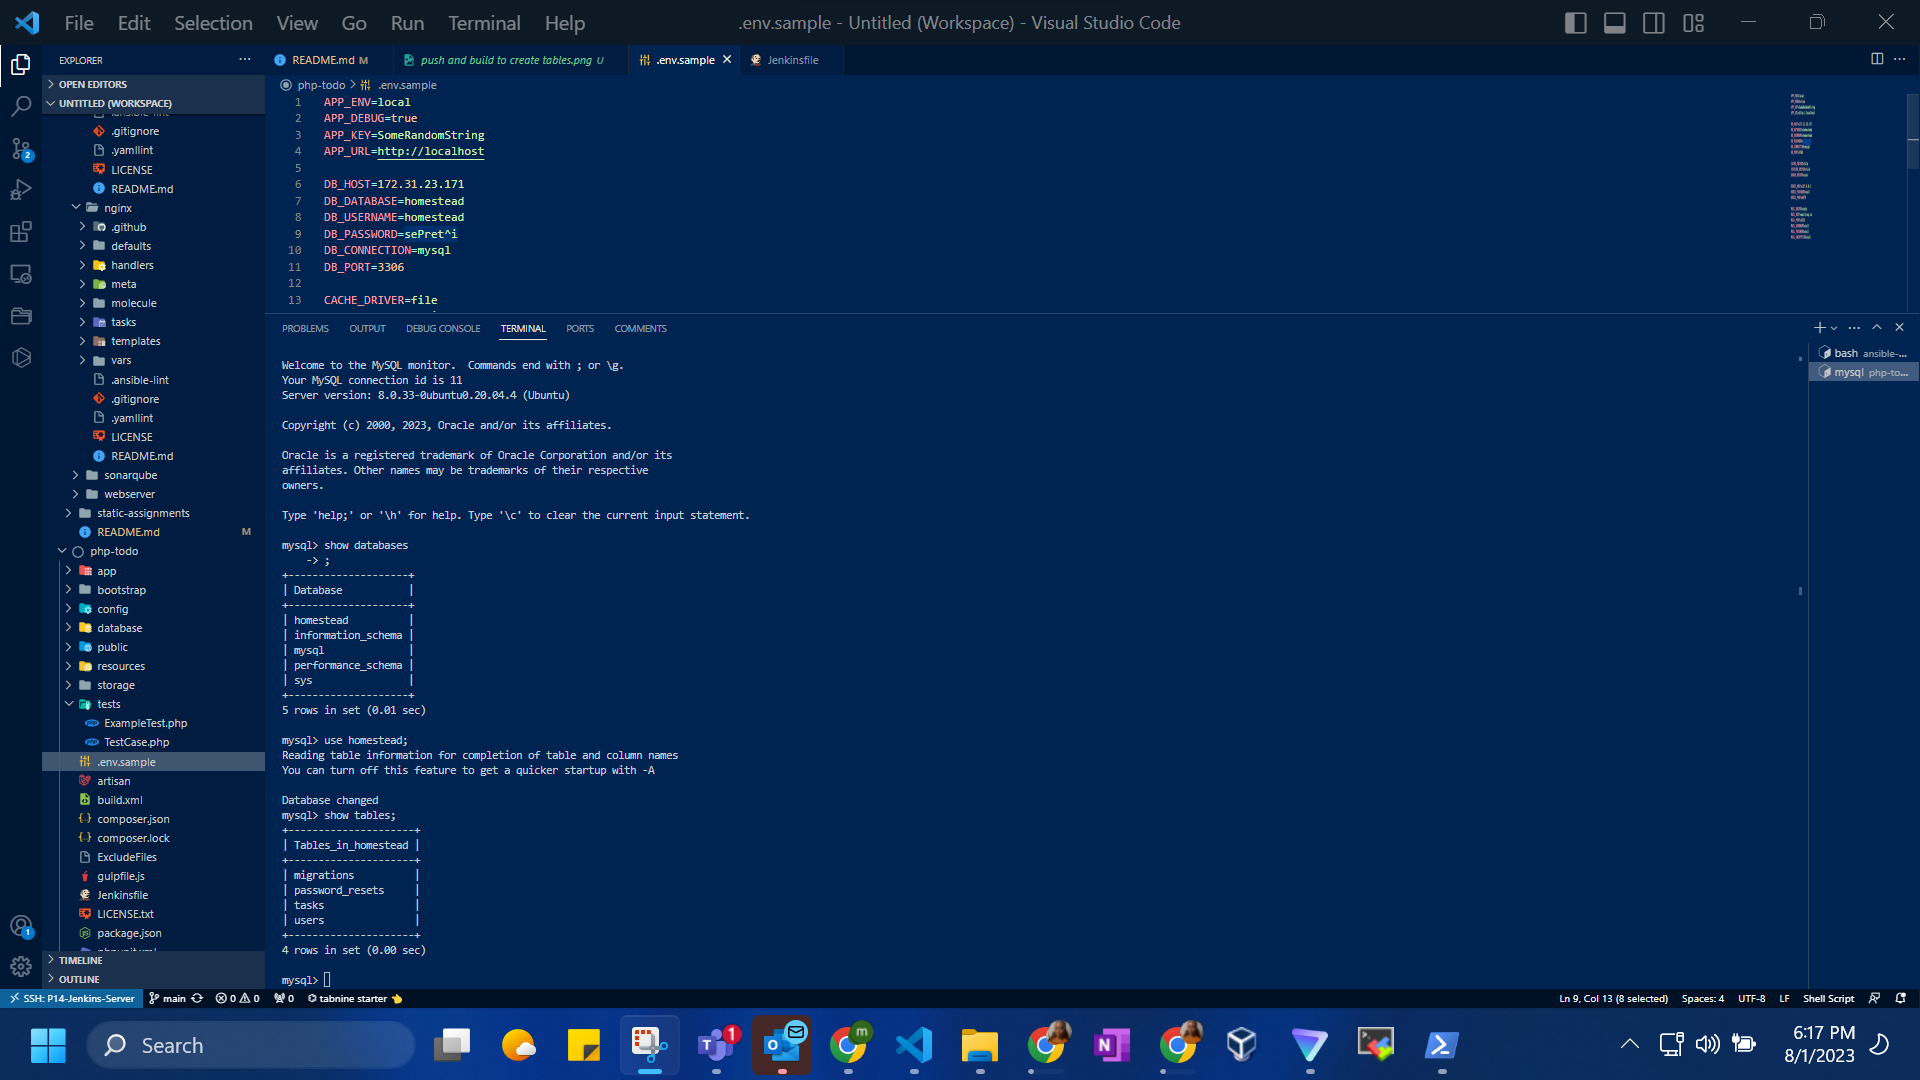 File Edit Selection View Go Run Terminal Help
.env.sample - Untitled (Workspace) - Visual Studio Code
EXPLORER
README.md M
push and build to create tables.png U
.env.sample
Jenkinsfile
OPEN EDITORS
UNTITLED (WORKSPACE)
.gitignore
.yamllint
LICENSE
README.md
nginx
.github
defaults
handlers
meta
molecule
tasks
templates
vars
.ansible-lint
.gitignore
.yamllint
LICENSE
README.md
sonarqube
webserver
static-assignments
README.md M
php-todo
app
bootstrap
config
database
public
resources
storage
tests
ExampleTest.php
TestCase.php
.env.sample
artisan
build.xml
composer.json
composer.lock
ExcludeFiles
gulpfile.js
Jenkinsfile
LICENSE.txt
package.json
TIMELINE
OUTLINE
php-todo > .env.sample
1 APP_ENV=local
2 APP_DEBUG=true
3 APP_KEY=SomeRandomString
4 APP_URL=http://localhost
5
6 DB_HOST=172.31.23.171
7 DB_DATABASE=homestead
8 DB_USERNAME=homestead
9 DB_PASSWORD=sePret^i
10 DB_CONNECTION=mysql
11 DB_PORT=3306
12
13 CACHE_DRIVER=file
PROBLEMS OUTPUT DEBUG CONSOLE TERMINAL PORTS COMMENTS
Welcome to the MySQL monitor.  Commands end with ; or \g.
Your MySQL connection id is 11
Server version: 8.0.33-0ubuntu0.20.04.4 (Ubuntu)
Copyright (c) 2000, 2023, Oracle and/or its affiliates.
Oracle is a registered trademark of Oracle Corporation and/or its
affiliates. Other names may be trademarks of their respective
owners.
Type 'help;' or '\h' for help. Type '\c' to clear the current input statement.
mysql> show databases
    -> ;
+--------------------+
| Database           |
+--------------------+
| homestead          |
| information_schema |
| mysql              |
| performance_schema |
| sys                |
+--------------------+
5 rows in set (0.01 sec)
mysql> use homestead;
Reading table information for completion of table and column names
You can turn off this feature to get a quicker startup with -A
Database changed
mysql> show tables;
+---------------------+
| Tables_in_homestead |
+---------------------+
| migrations          |
| password_resets     |
| tasks               |
| users               |
+---------------------+
4 rows in set (0.00 sec)
mysql>
bash ansible-...
mysql php-to...
2
1
SSH: P14-Jenkins-Server main 0 0 0 tabnine starter
Ln 9, Col 13 (8 selected) Spaces: 4 UTF-8 LF Shell Script
Search
1
m
6:17 PM
8/1/2023